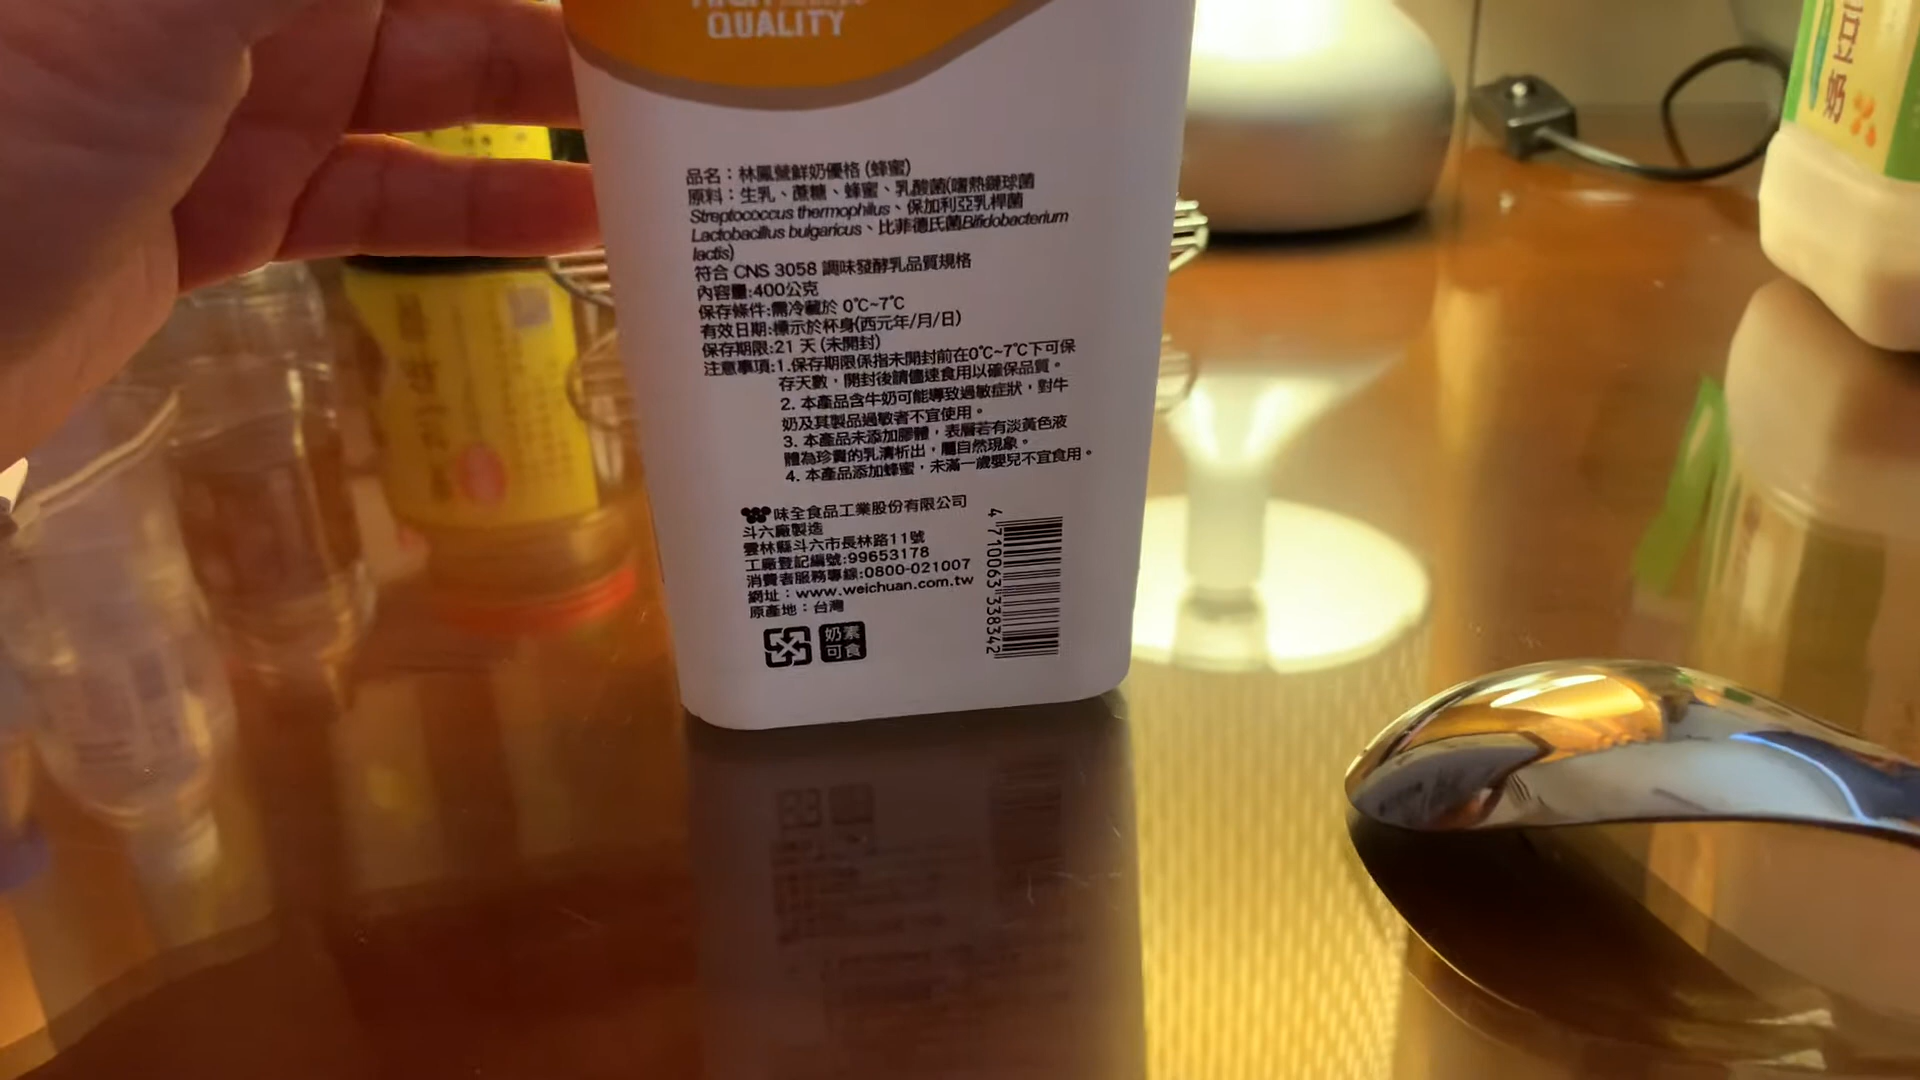 QUALITY
品名：林鳳營鮮奶優格 (蜂蜜)
原料：生乳、蔗糖、蜂蜜、乳酸菌(嗜熱鏈球菌
Streptococcus thermophilus、保加利亞乳桿菌
Lactobacillus bulgaricus、比菲德氏菌Bifidobacterium
lactis)
符合 CNS 3058 調味發酵乳品質規格
內容量:400公克
保存條件:需冷藏於 0℃~7℃
有效日期:標示於杯身(西元年/月/日)
保存期限:21 天 (未開封)
注意事項:1.保存期限係指未開封前在0℃~7℃下可保
存天數，開封後請儘速食用以確保品質。
2. 本產品含牛奶可能導致過敏症狀，對牛
奶及其製品過敏者不宜使用。
3. 本產品未添加膠體，表層若有淡黃色液
體為珍貴的乳清析出，屬自然現象。
4. 本產品添加蜂蜜，未滿一歲嬰兒不宜食用。
味全食品工業股份有限公司
斗六廠製造
雲林縣斗六市長林路11號
工廠登記編號:99653178
消費者服務專線:0800-021007
網址：www.weichuan.com.tw
原產地：台灣
奶素
可食
4 710063 338342
豆奶